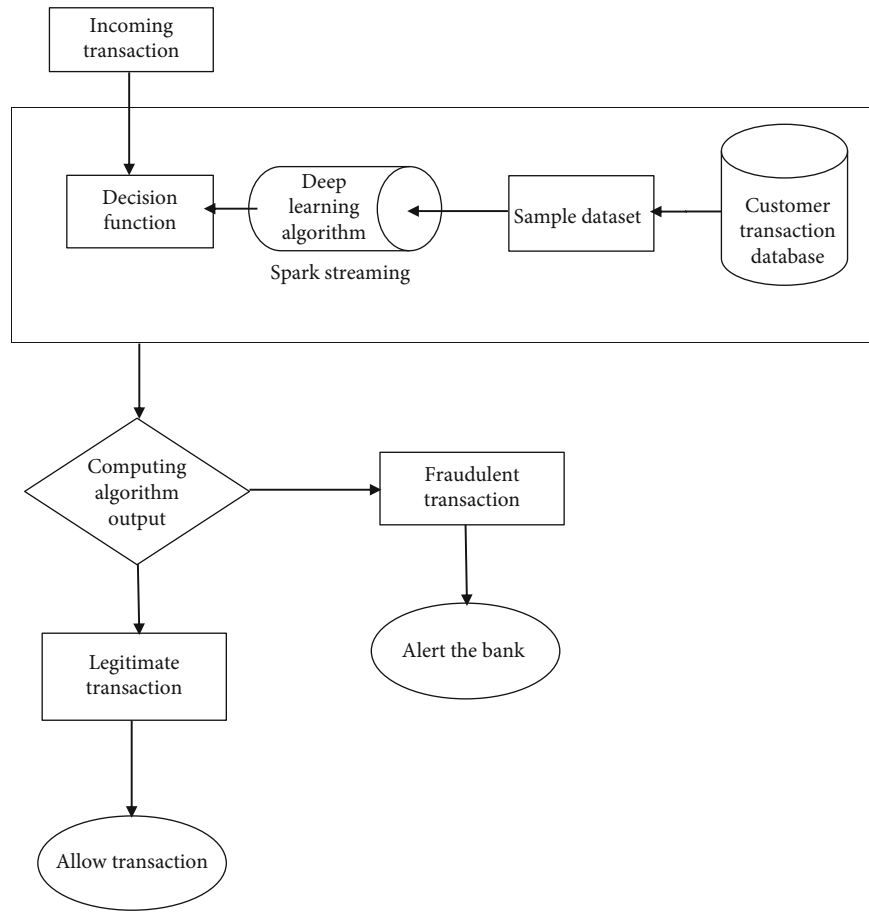 Incoming
transaction
Decision
function
Deep
learning
algorithm
Spark streaming
Sample dataset
Customer
transaction
database
Computing
algorithm
output
Fraudulent
transaction
Legitimate
transaction
Alert the bank
Allow transaction